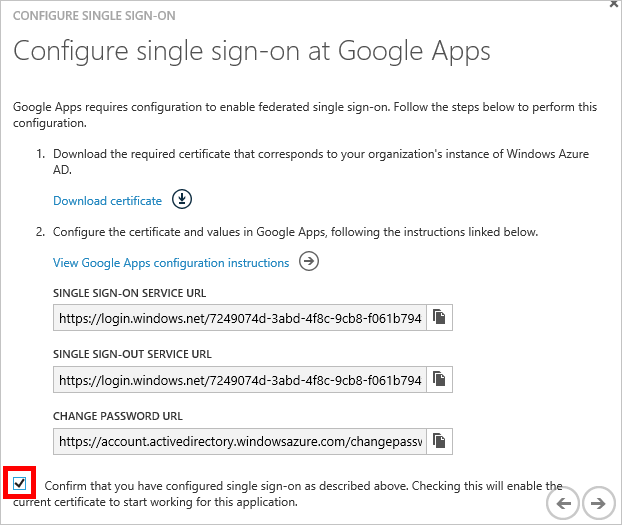 CONFIGURE SINGLE SIGN-ON
Configure single sign-on at Google Apps
Google Apps requires configuration to enable federated single sign-on. Follow the steps below to perform this
configuration.
1. Download the required certificate that corresponds to your organization's instance of Windows Azure
AD.
Download certificate
2. Configure the certificate and values in Google Apps, following the instructions linked below.
View Google Apps configuration instructions
SINGLE SIGN-ON SERVICE URL
https://login.windows.net/7249074d-3abd-4f8c-9cb8-f061b794
SINGLE SIGN-OUT SERVICE URL
https://login.windows.net/7249074d-3abd-4f8c-9cb8-f061b794
CHANGE PASSWORD URL
https://account.activedirectory.windowsazure.com/changepassw
Confirm that you have configured single sign-on as described above. Checking this will enable the
current certificate to start working for this application.